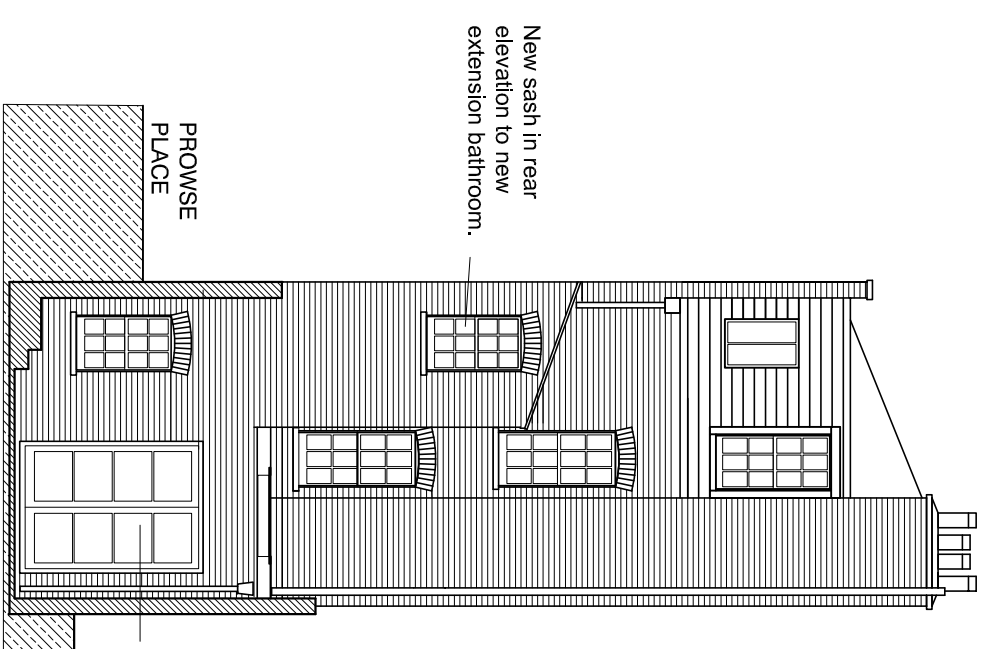 New sash in rear
elevation to new
extension bathroom.
PROWSE
PLACE